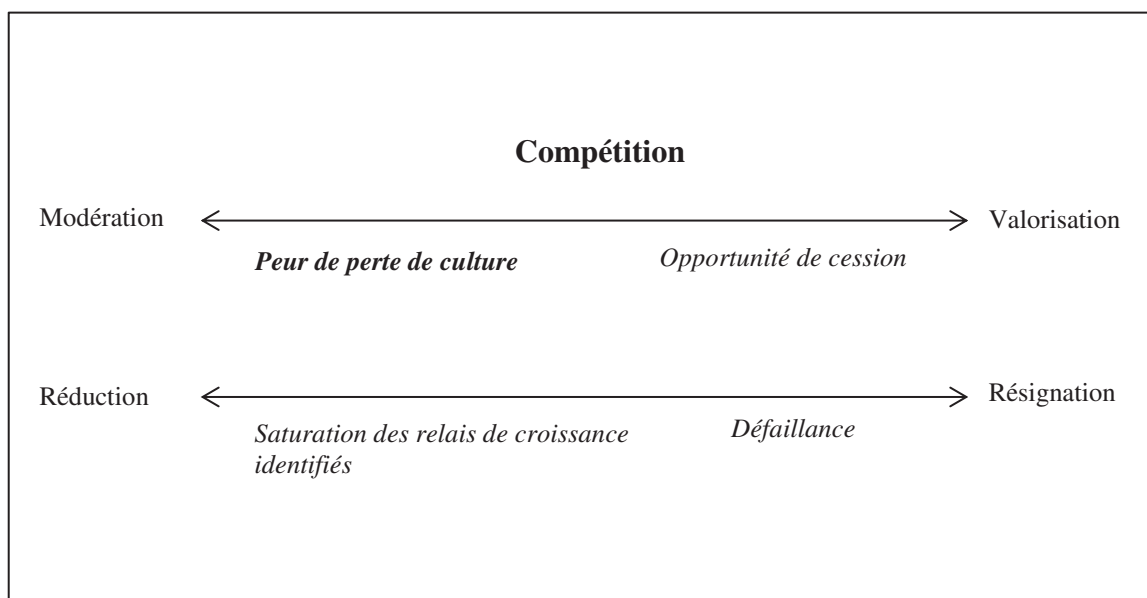 Compétition
Modération
Valorisation
Peur de perte de culture
Opportunité de cession
Réduction
Résignation
Saturation des relais de croissance
identifiés
Défaillance